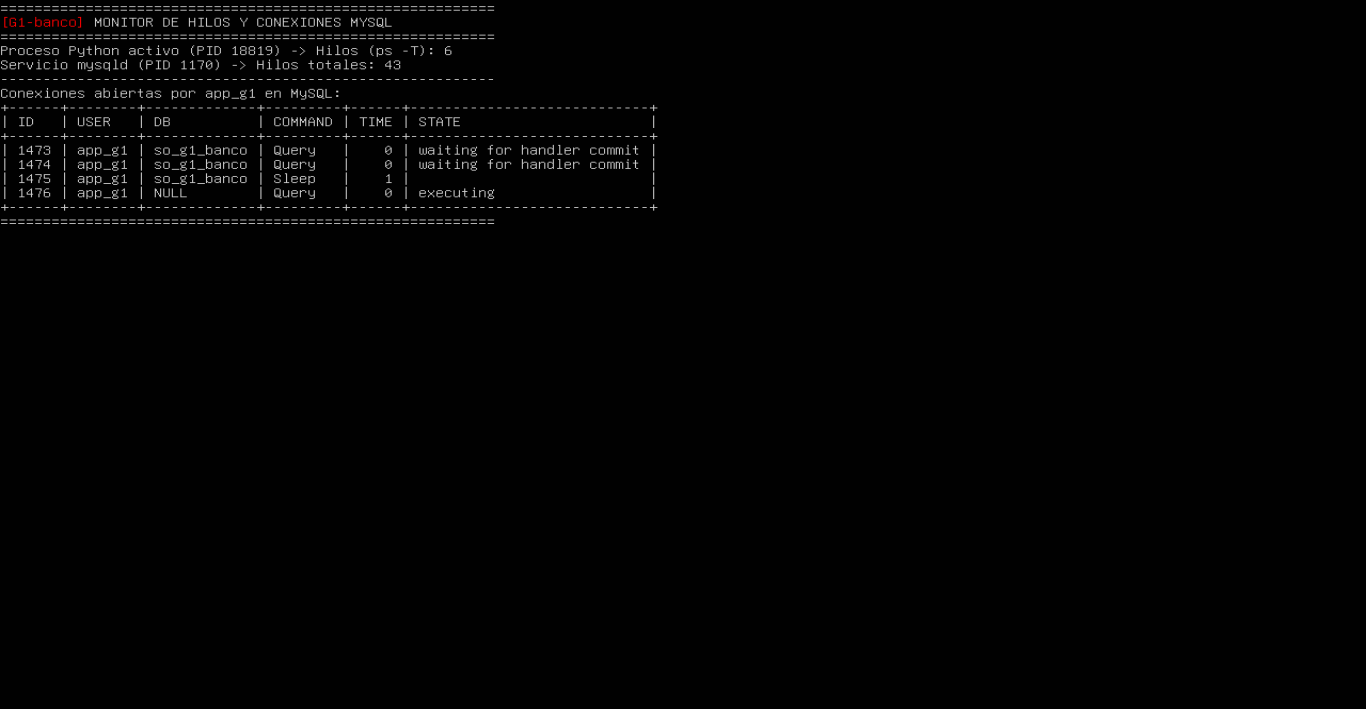 ==========================================================
[G1-banco] MONITOR DE HILOS Y CONEXIONES MYSQL
==========================================================
Proceso Python activo (PID 18819) -> Hilos (ps -T): 6
Servicio mysqld (PID 1170) -> Hilos totales: 43
----------------------------------------------------------
Conexiones abiertas por app_g1 en MySQL:
+------+--------+-------------+---------+------+----------------------------+
| ID   | USER   | DB          | COMMAND | TIME | STATE                      |
+------+--------+-------------+---------+------+----------------------------+
| 1473 | app_g1 | so_g1_banco | Query   |    0 | waiting for handler commit |
| 1474 | app_g1 | so_g1_banco | Query   |    0 | waiting for handler commit |
| 1475 | app_g1 | so_g1_banco | Sleep   |    1 |                            |
| 1476 | app_g1 | NULL        | Query   |    0 | executing                  |
+------+--------+-------------+---------+------+----------------------------+
==========================================================